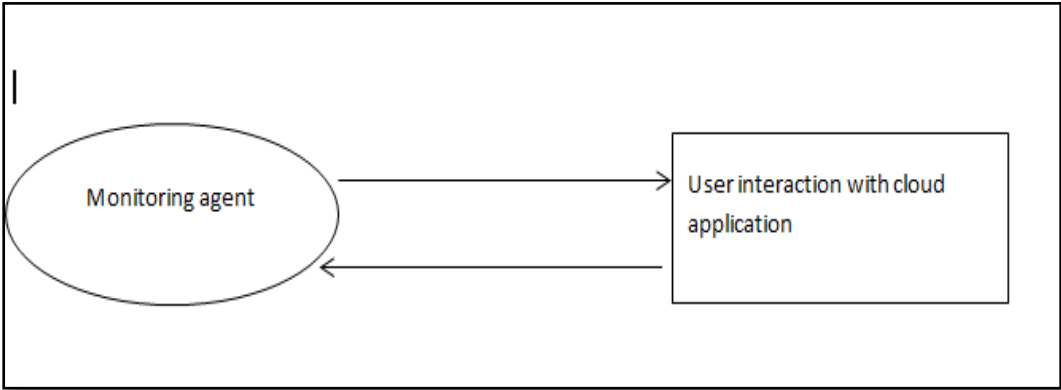 Monitoring agent
User interaction with cloud
application